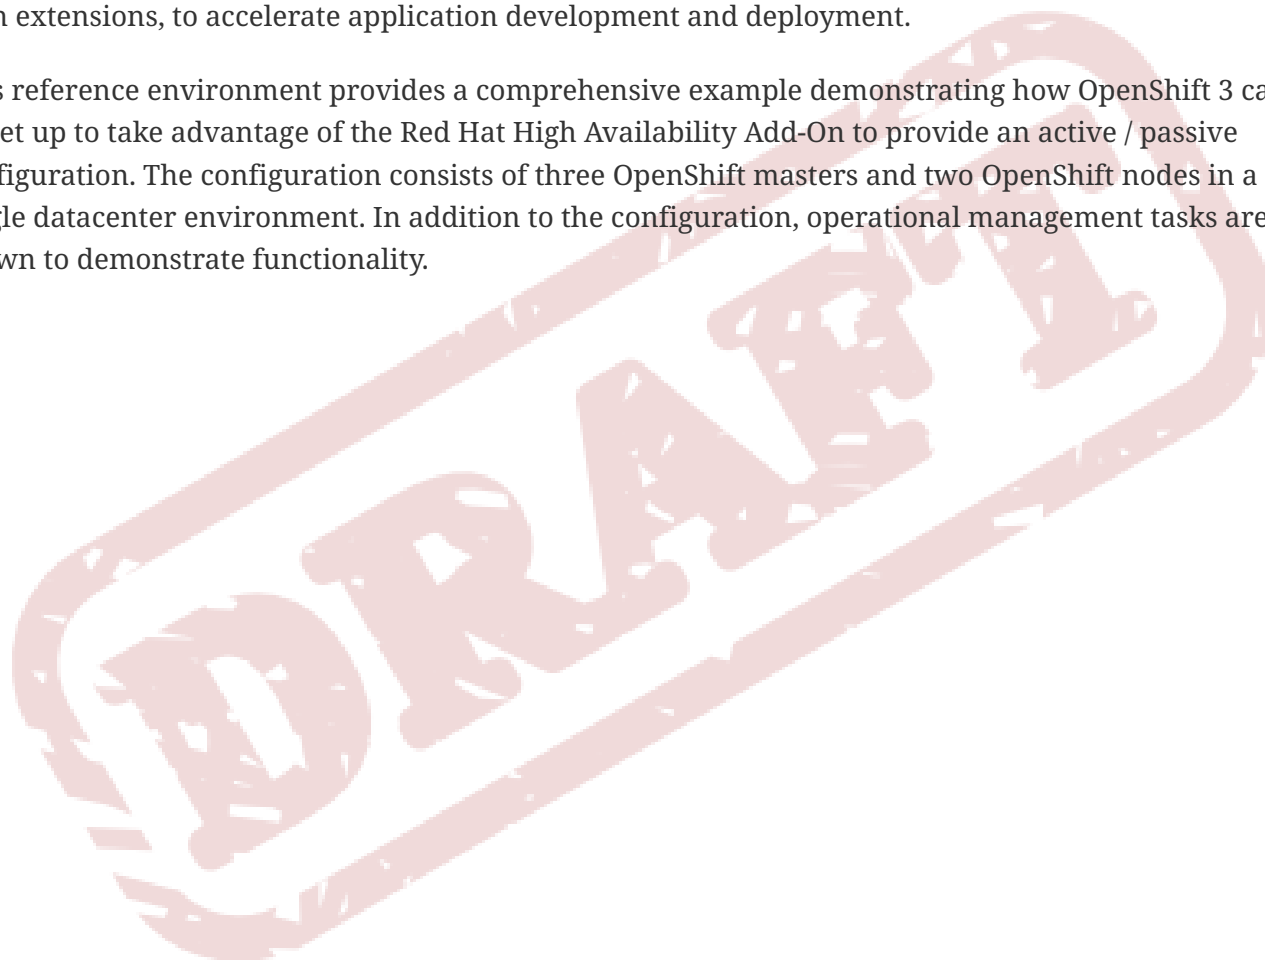 n extensions, to accelerate application development and deployment.
s reference environment provides a comprehensive example demonstrating how OpenShift 3 ca
et up to take advantage of the Red Hat High Availability Add-On to provide an active / passive
figuration. The configuration consists of three OpenShift masters and two OpenShift nodes in a
gle datacenter environment. In addition to the configuration, operational management tasks are
wn to demonstrate functionality.
DRAFT